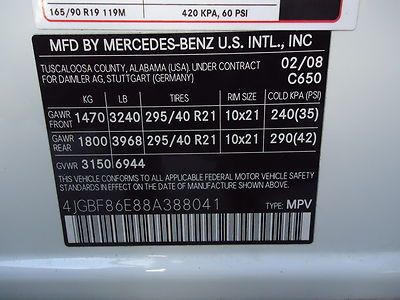 165/90 R19 119M 420 KPA, 60 PSI
MFD BY MERCEDES-BENZ U.S. INTL., INC
TUSCALOOSA COUNTY, ALABAMA (USA). UNDER CONTRACT 02/08
FOR DAIMLER AG, STUTTGART (GERMANY) C650
KG LB TIRES RIM SIZE COLD KPA (PSI)
GAWR FRONT 1470 3240 295/40 R21 10x21 240(35)
GAWR REAR 1800 3968 295/40 R21 10x21 290(42)
GVWR 3150 6944
THIS VEHICLE CONFORMS TO ALL APPLICABLE FEDERAL MOTOR VEHICLE
SAFETY STANDARDS IN EFFECT ON THE DATE OF MANUFACTURE SHOWN ABOVE.
4JGBF86E88A388041 TYPE: MPV